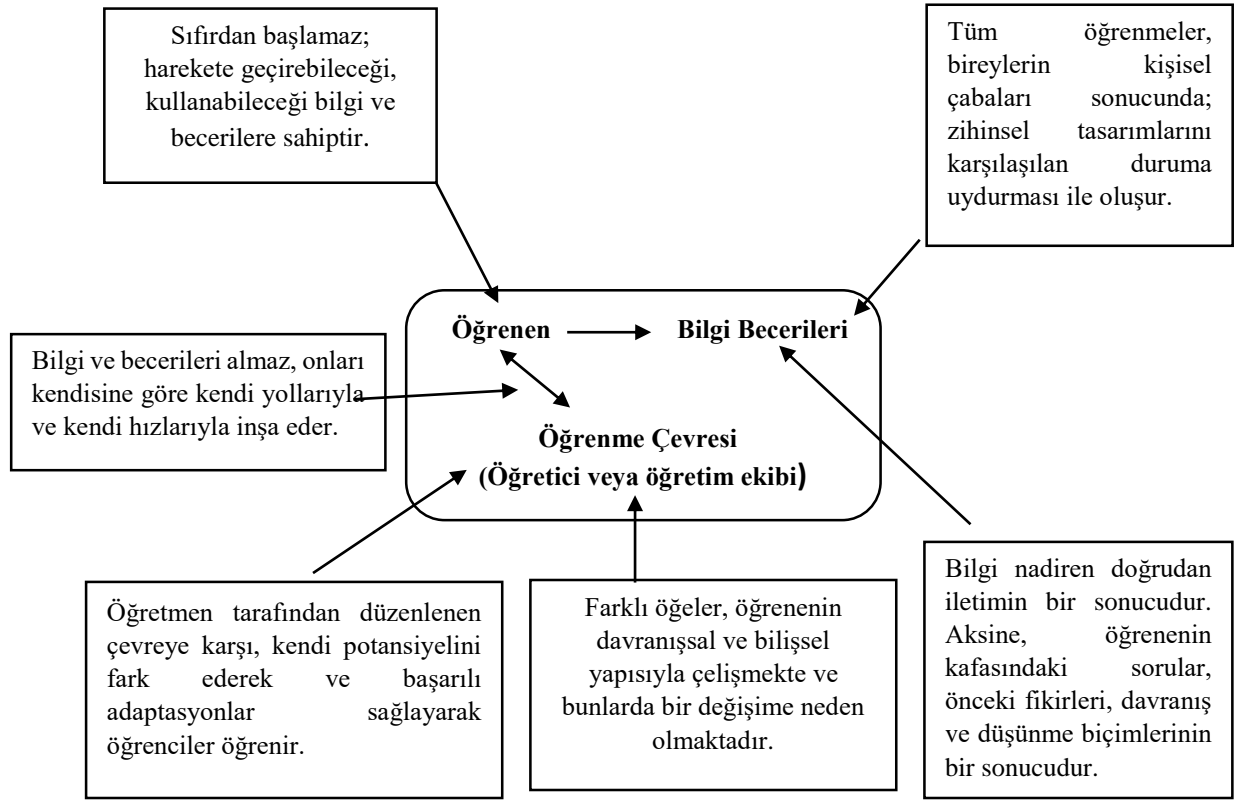 Sıfırdan başlamaz;
harekete geçirebileceği,
kullanabileceği bilgi ve
becerilere sahiptir.
Tüm öğrenmeler,
bireylerin kişisel
çabaları sonucunda;
zihinsel tasarımlarını
karşılaşılan duruma
uydurması ile oluşur.
Öğrenen
Bilgi Becerileri
Bilgi ve becerileri almaz, onları
kendisine göre kendi yollarıyla
ve kendi hızlarıyla inşa eder.
Öğrenme Çevresi
(Öğretici veya öğretim ekibi)
Öğretmen tarafından düzenlenen
çevreye karşı, kendi potansiyelini
fark ederek ve başarılı
adaptasyonlar sağlayarak
öğrenciler öğrenir.
Farklı öğeler, öğrenenin
davranışsal ve bilişsel
yapısıyla çelişmekte ve
bunlarda bir değişime neden
olmaktadır.
Bilgi nadiren doğrudan
iletimin bir sonucudur.
Aksine, öğrenenin
kafasındaki sorular,
önceki fikirleri, davranış
ve düşünme biçimlerinin
bir sonucudur.